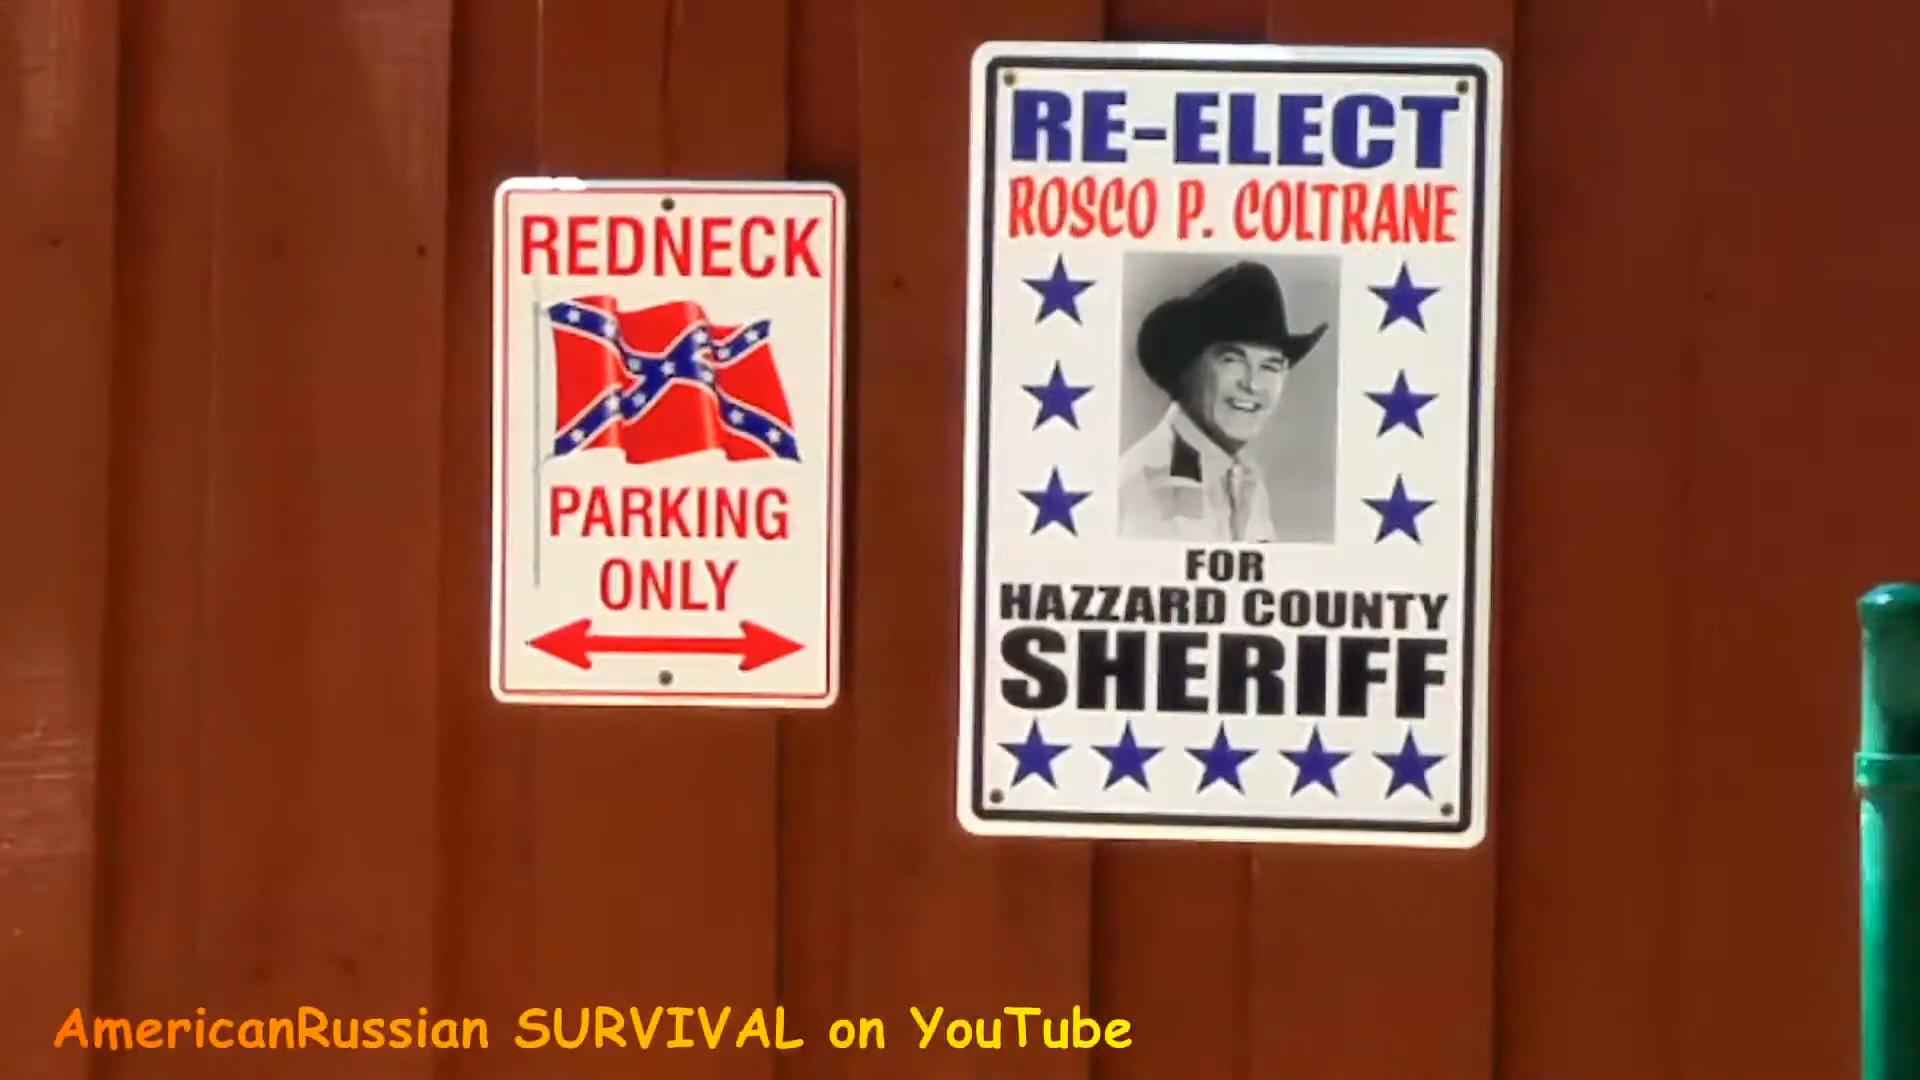 REDNECK
PARKING
ONLY
RE-ELECT
ROSCO P. COLTRANE
FOR
HAZZARD COUNTY
SHERIFF
AmericanRussian SURVIVAL on YouTube